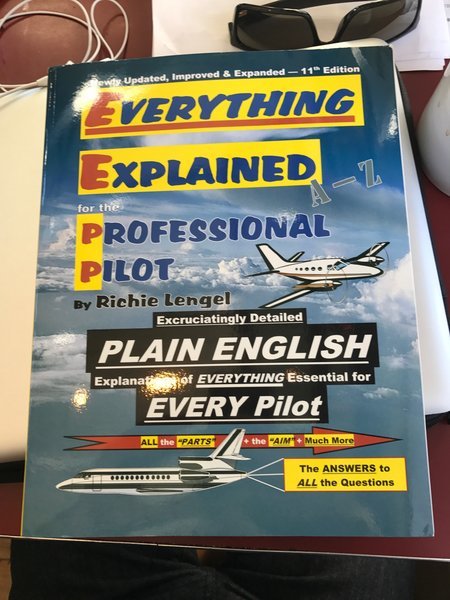 Newly Updated, Improved & Expanded — 11th Edition
EVERYTHING
EXPLAINED
A-Z
for the
PROFESSIONAL
PILOT
By Richie Lengel
Excruciatingly Detailed
PLAIN ENGLISH
Explanations of EVERYTHING Essential for
EVERY Pilot
ALL the "PARTS" + the "AIM" + Much More
The ANSWERS to
ALL the Questions